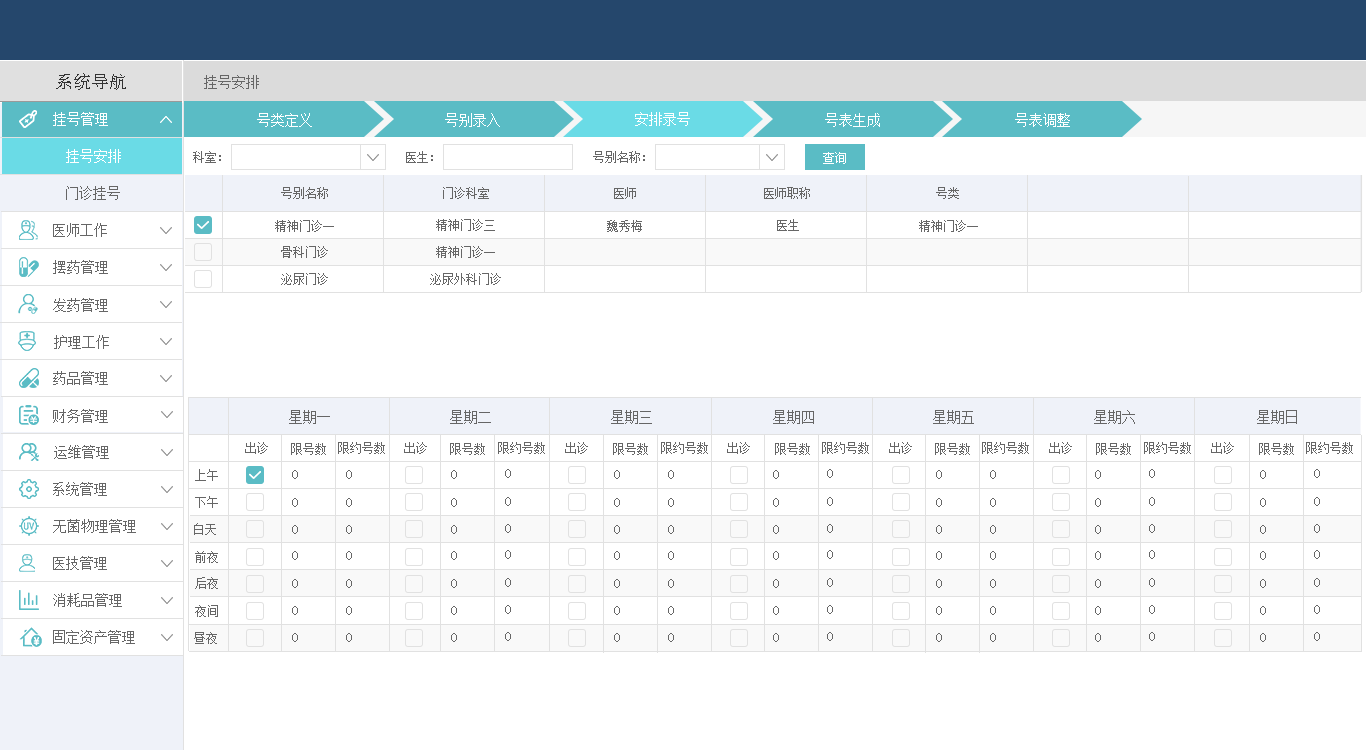 系统导航
挂号安排
挂号管理
号类定义 号别录入 安排录号 号表生成 号表调整
挂号安排
门诊挂号
医师工作
摆药管理
发药管理
护理工作
药品管理
财务管理
运维管理
系统管理
UV 无菌物理管理
医技管理
消耗品管理
固定资产管理
科室: 医生: 号别名称: 查询
号别名称 门诊科室 医师 医师职称 号类
精神门诊一 精神门诊三 魏秀梅 医生 精神门诊一
骨科门诊 精神门诊一
泌尿门诊 泌尿外科门诊
星期一 星期二 星期三 星期四 星期五 星期六 星期日
出诊 限号数 限约号数 出诊 限号数 限约号数 出诊 限号数 限约号数 出诊 限号数 限约号数 出诊 限号数 限约号数 出诊 限号数 限约号数 出诊 限号数 限约号数
上午 0 0 0 0 0 0 0 0 0 0 0 0 0 0
下午 0 0 0 0 0 0 0 0 0 0 0 0 0 0
白天 0 0 0 0 0 0 0 0 0 0 0 0 0 0
前夜 0 0 0 0 0 0 0 0 0 0 0 0 0 0
后夜 0 0 0 0 0 0 0 0 0 0 0 0 0 0
夜间 0 0 0 0 0 0 0 0 0 0 0 0 0 0
昼夜 0 0 0 0 0 0 0 0 0 0 0 0 0 0